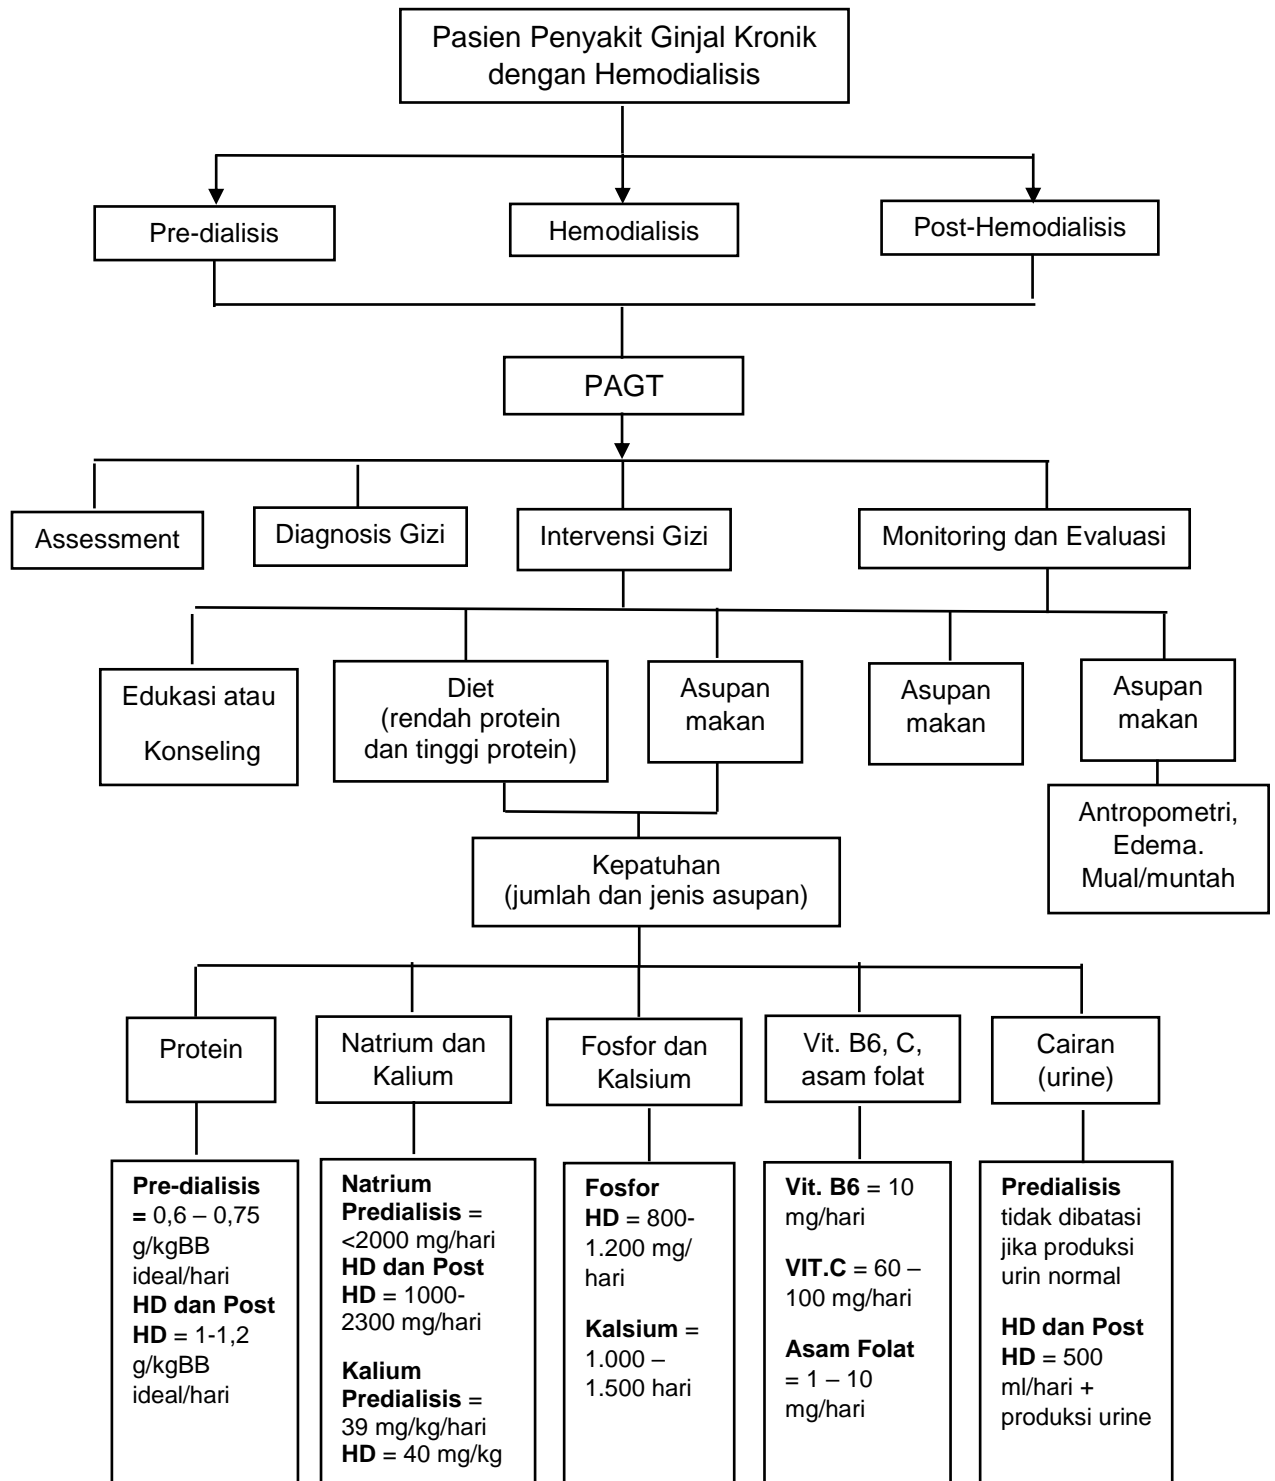 Pasien Penyakit Ginjal Kronik
dengan Hemodialisis
Pre-dialisis
Hemodialisis
Post-Hemodialisis
PAGT
Assessment
Diagnosis Gizi
Intervensi Gizi
Monitoring dan Evaluasi
Edukasi atau
Konseling
Diet
(rendah protein
dan tinggi protein)
Asupan
makan
Asupan
makan
Asupan
makan
Antropometri,
Edema.
Mual/muntah
Kepatuhan
(jumlah dan jenis asupan)
Protein
Natrium dan
Kalium
Fosfor dan
Kalsium
Vit. B6, C,
asam folat
Cairan
(urine)
Pre-dialisis
= 0,6 – 0,75
g/kgBB
ideal/hari
HD dan Post
HD = 1-1,2
g/kgBB
ideal/hari
Natrium
Predialisis =
<2000 mg/hari
HD dan Post
HD = 1000-
2300 mg/hari
Kalium
Predialisis =
39 mg/kg/hari
HD = 40 mg/kg
Fosfor
HD = 800-
1.200 mg/
hari
Kalsium =
1.000 –
1.500 hari
Vit. B6 = 10
mg/hari
VIT.C = 60 –
100 mg/hari
Asam Folat
= 1 – 10
mg/hari
Predialisis
tidak dibatasi
jika produksi
urin normal
HD dan Post
HD = 500
ml/hari +
produksi urine